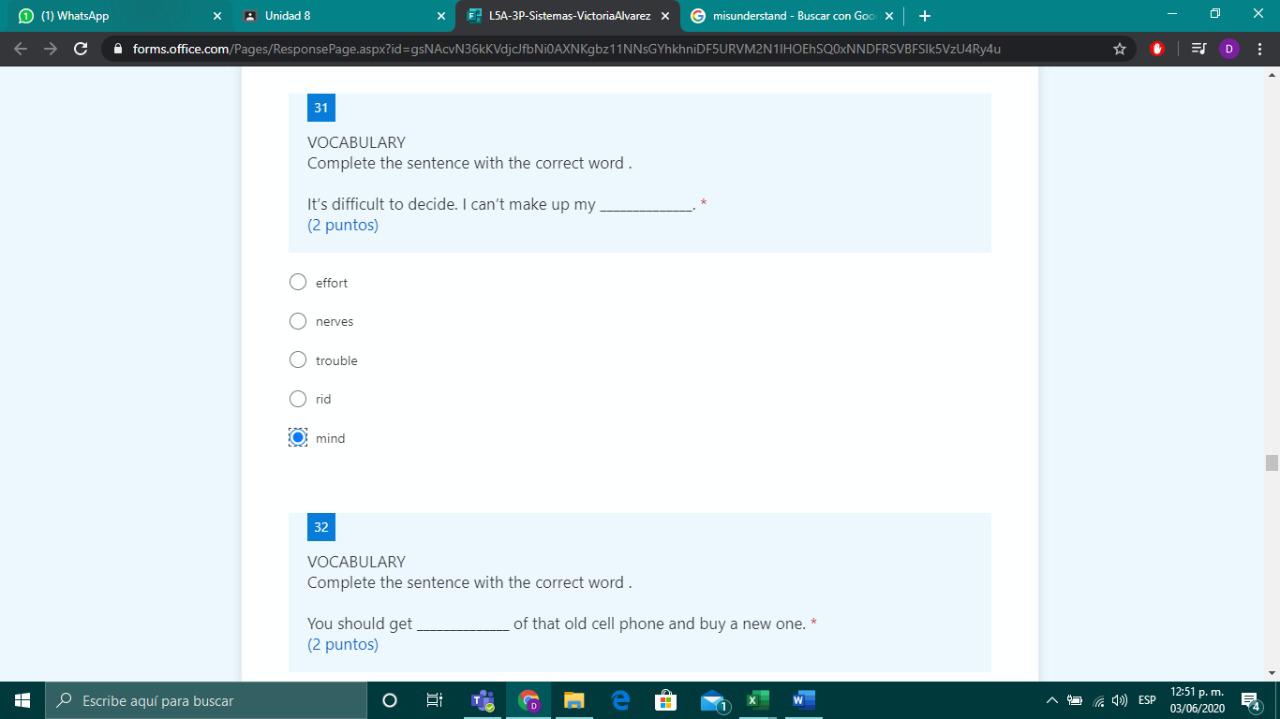 (1) WhatsApp
Unidad 8
L5A-3P-Sistemas-VictoriaAlvarez
misunderstand - Buscar con Goo
forms.office.com/Pages/ResponsePage.aspx?id=gsNAcvN36kKVdjcJfbNi0AXNKgbz11NNsGYhkhniDF5URVM2N1lHOEhSQ0xNNDFRSVBFSlk5VzU4Ry4u
D
31
VOCABULARY
Complete the sentence with the correct word .
It's difficult to decide. I can't make up my ______________. *
(2 puntos)
effort
nerves
trouble
rid
mind
32
VOCABULARY
Complete the sentence with the correct word .
You should get ______________ of that old cell phone and buy a new one. *
(2 puntos)
Escribe aquí para buscar
ESP
12:51 p. m.
03/06/2020
4